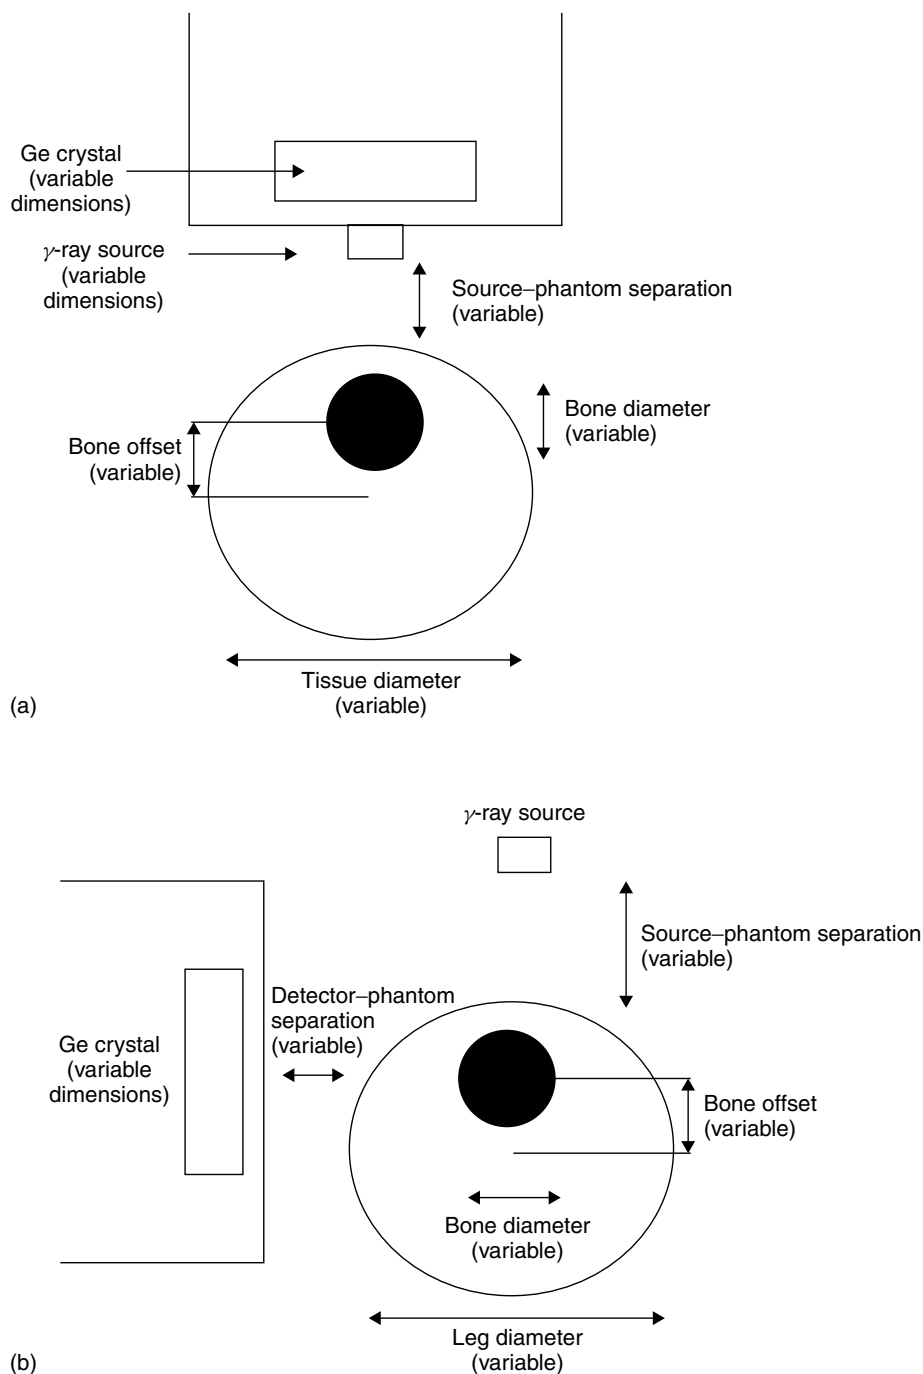 Ge crystal
(variable
dimensions)
γ-ray source
(variable
dimensions)
Source–phantom separation
(variable)
Bone diameter
(variable)
Bone offset
(variable)
Tissue diameter
(variable)
(a)
γ-ray source
Source–phantom separation
(variable)
Detector–phantom
separation
(variable)
Ge crystal
(variable
dimensions)
Bone offset
(variable)
Bone diameter
(variable)
Leg diameter
(variable)
(b)